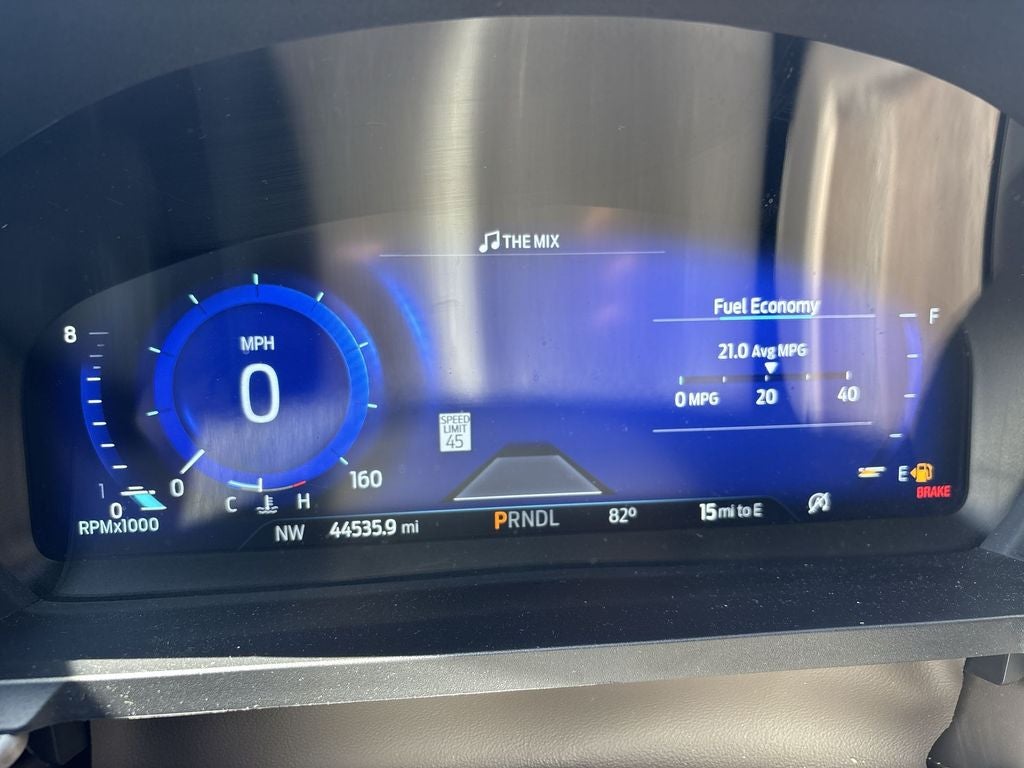 THE MIX
Fuel Economy
8
F
MPH
21.0 Avg MPG
0
0 MPG 20 40
SPEED
LIMIT
45
160
0
C H
E
1
BRAKE
0
RPMx1000
NW 44535.9 mi PRNDL 82° 15 mi to E